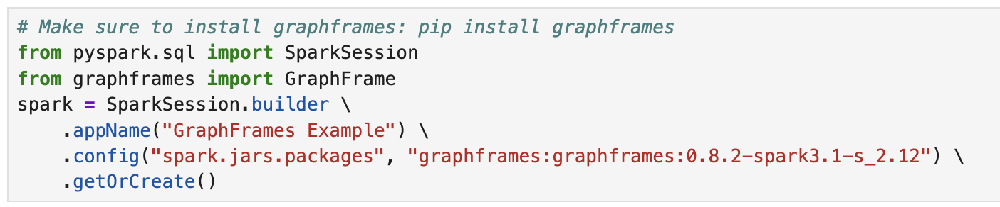 # Make sure to install graphframes: pip install graphframes
from pyspark.sql import SparkSession
from graphframes import GraphFrame
spark = SparkSession.builder \
    .appName("GraphFrames Example") \
    .config("spark.jars.packages", "graphframes:graphframes:0.8.2-spark3.1-s_2.12") \
    .getOrCreate()